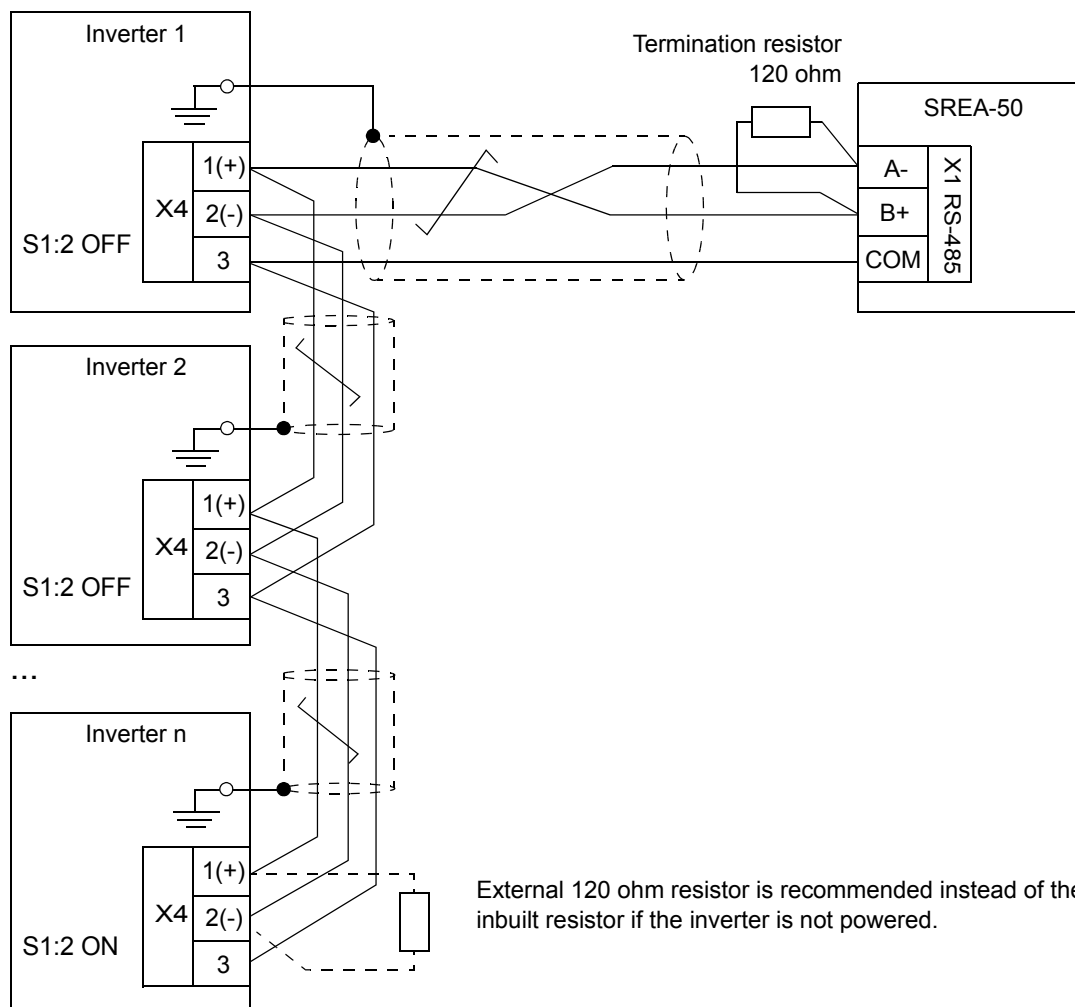 Inverter 1
Termination resistor
120 ohm
SREA-50
X4
1(+)
2(-)
3
S1:2 OFF
A-
B+
COM
X1 RS-485
Inverter 2
X4
1(+)
2(-)
3
S1:2 OFF
...
Inverter n
X4
1(+)
2(-)
3
S1:2 ON
External 120 ohm resistor is recommended instead of the
inbuilt resistor if the inverter is not powered.